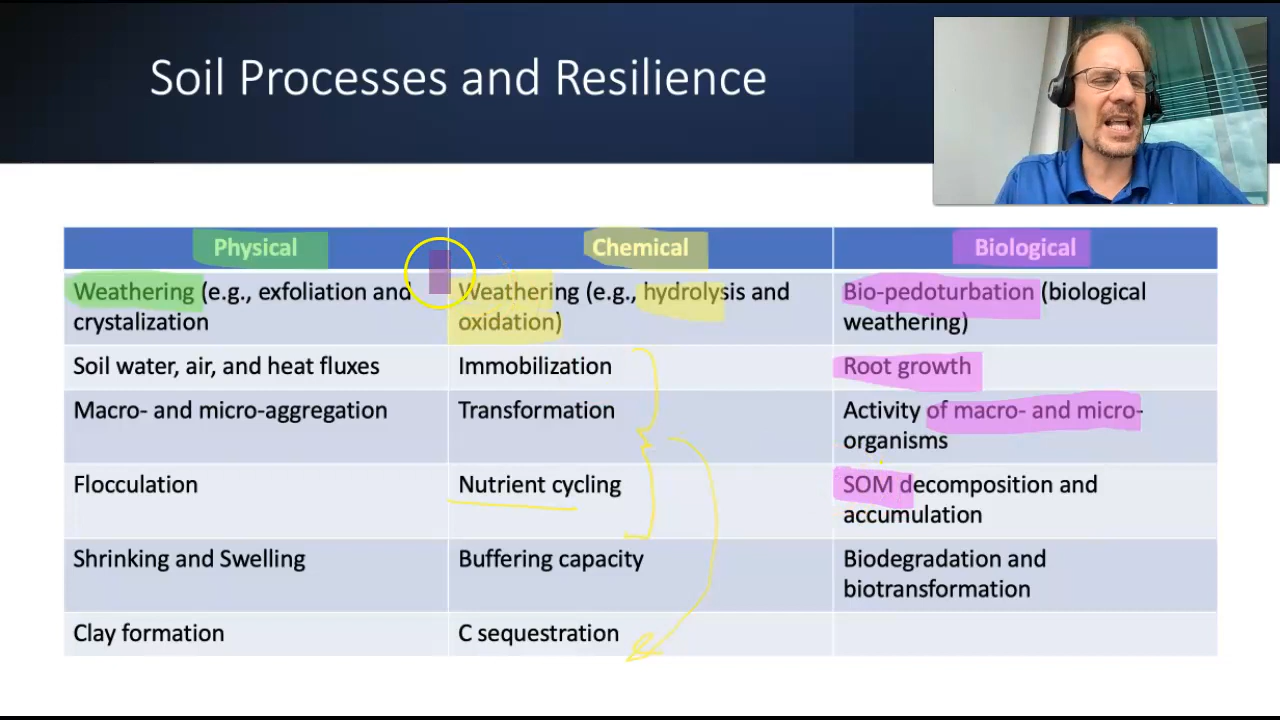 Soil Processes and Resilience
Physical
Chemical
Biological
Weathering (e.g., exfoliation and
crystalization
Weathering (e.g., hydrolysis and
oxidation)
Bio-pedoturbation (biological
weathering)
Soil water, air, and heat fluxes
Immobilization
Root growth
Macro- and micro-aggregation
Transformation
Activity of macro- and micro-
organisms
Flocculation
Nutrient cycling
SOM decomposition and
accumulation
Shrinking and Swelling
Buffering capacity
Biodegradation and
biotransformation
Clay formation
C sequestration